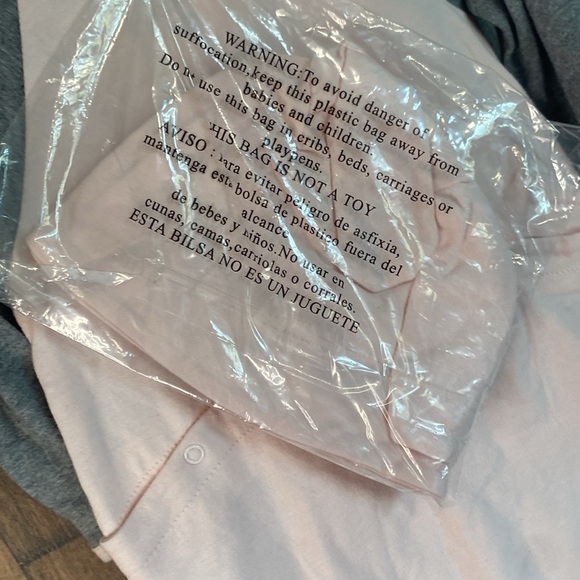 WARNING:To avoid danger of
suffocation,keep this plastic bag away from
babies and children.
Do use this bag in cribs, beds, carriages or
playpens.
THIS BAG IS NOT A TOY
AVISO : para evitar peligro de asfixia,
mantenga esta bolsa de plastico fuera del
alcance
de bebes y niños.No usar en
cunas,camas,carriolas o corrales.
ESTA BILSA NO ES UN JUGUETE